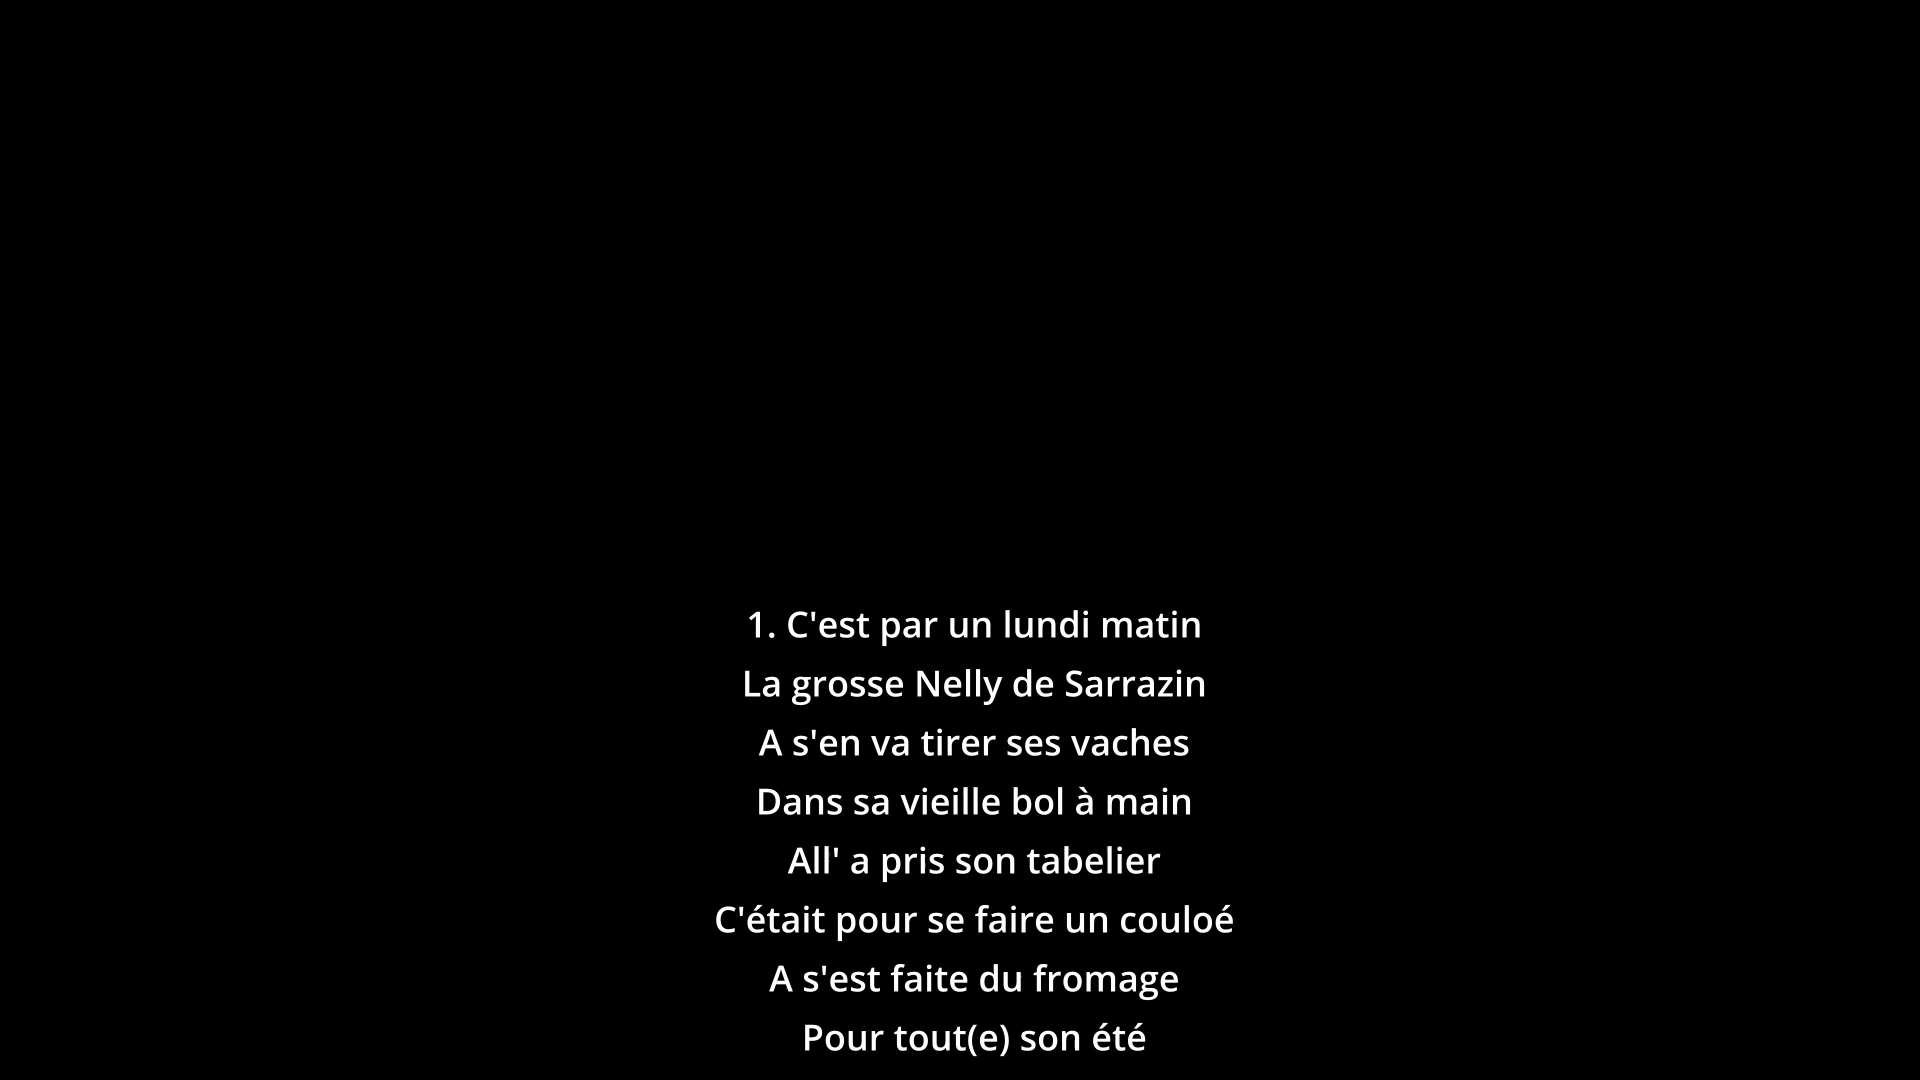 1. C'est par un lundi matin
La grosse Nelly de Sarrazin
A s'en va tirer ses vaches
Dans sa vieille bol à main
All' a pris son tabelier
C'était pour se faire un couloé
A s'est faite du fromage
Pour tout(e) son été